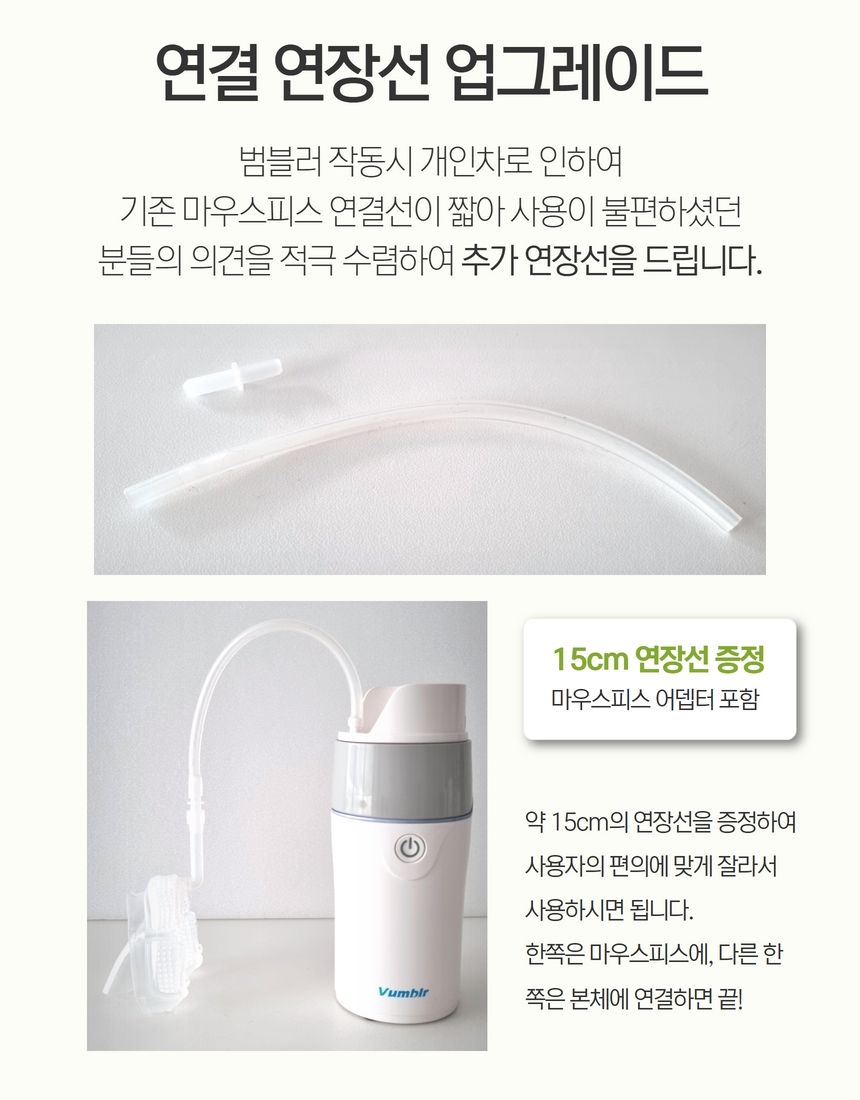 연결 연장선 업그레이드
범블러 작동시 개인차로 인하여
기존 마우스피스 연결선이 짧아 사용이 불편하셨던
분들의 의견을 적극 수렴하여 추가 연장선을 드립니다.
15cm 연장선 증정
마우스피스 어뎁터 포함
약 15cm의 연장선을 증정하여
사용자의 편의에 맞게 잘라서
사용하시면 됩니다.
한쪽은 마우스피스에, 다른 한
쪽은 본체에 연결하면 끝!
Vumblr